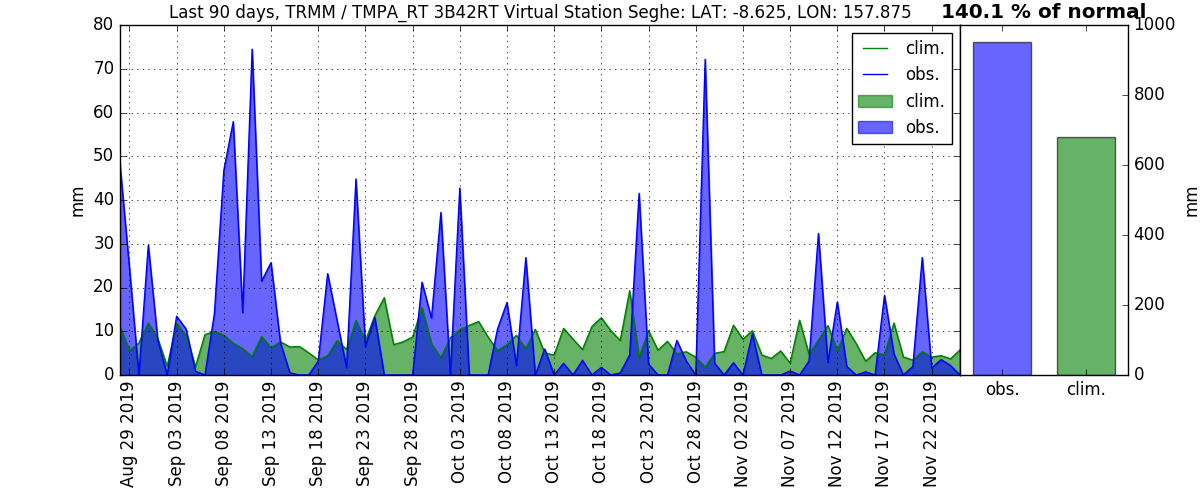 Last 90 days, TRMM / TMPA_RT 3B42RT Virtual Station Seghe: LAT: -8.625, LON: 157.875
140.1 % of normal
80
70
60
50
40
30
20
10
0
mm
clim.
obs.
clim.
obs.
Aug 29 2019
Sep 03 2019
Sep 08 2019
Sep 13 2019
Sep 18 2019
Sep 23 2019
Sep 28 2019
Oct 03 2019
Oct 08 2019
Oct 13 2019
Oct 18 2019
Oct 23 2019
Oct 28 2019
Nov 02 2019
Nov 07 2019
Nov 12 2019
Nov 17 2019
Nov 22 2019
1000
800
600
400
200
0
mm
obs.
clim.